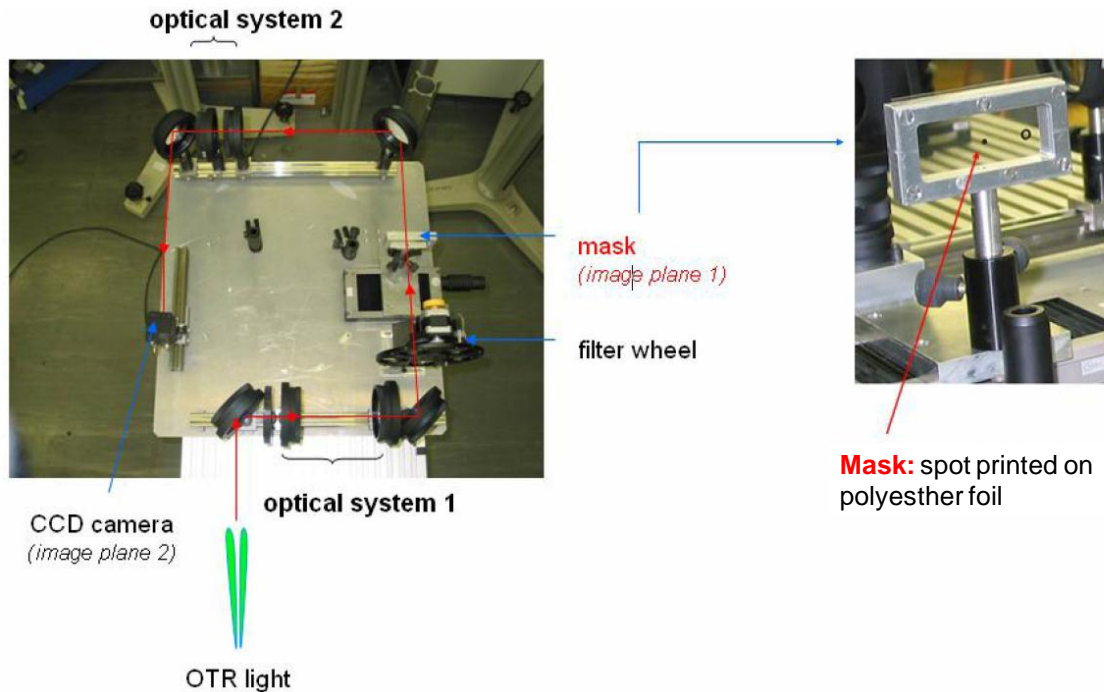 optical system 2
mask
(image plane 1)
filter wheel
optical system 1
CCD camera
(image plane 2)
OTR light
Mask: spot printed on
polyesther foil